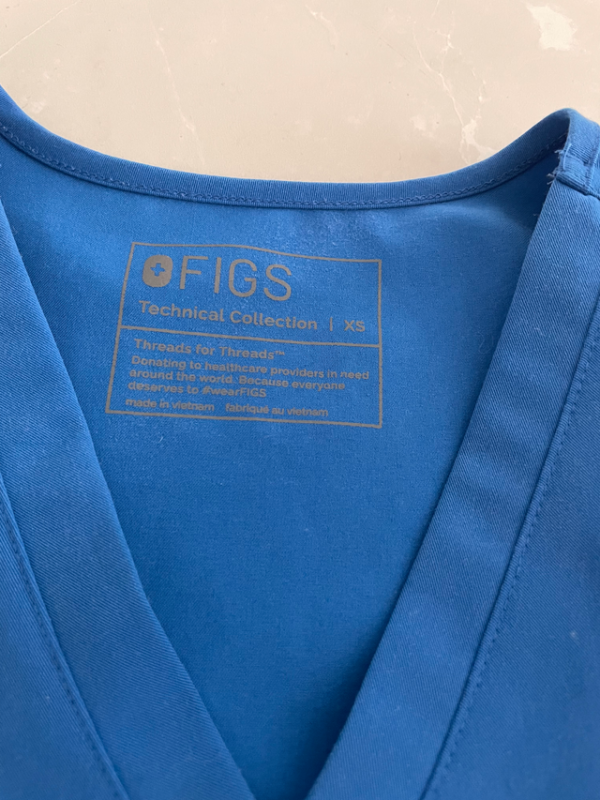 FIGS
Technical Collection | XS
Threads for Threads™
Donating to healthcare providers in need
around the world. Because everyone
deserves to #wearFIGS
made in vietnam fabriqué au vietnam